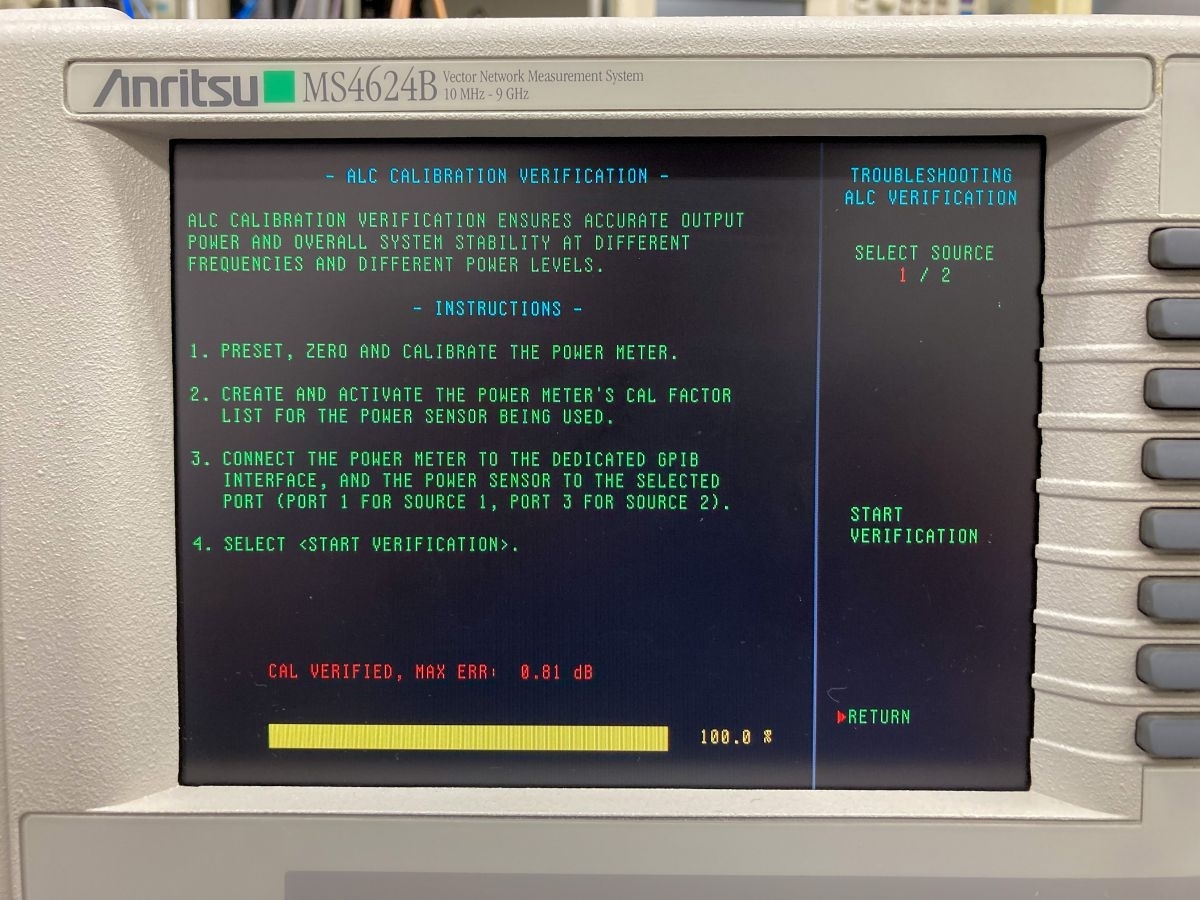 Anritsu MS4624B Vector Network Measurement System
10 MHz - 9 GHz
- ALC CALIBRATION VERIFICATION -
ALC CALIBRATION VERIFICATION ENSURES ACCURATE OUTPUT
POWER AND OVERALL SYSTEM STABILITY AT DIFFERENT
FREQUENCIES AND DIFFERENT POWER LEVELS.
- INSTRUCTIONS -
1. PRESET, ZERO AND CALIBRATE THE POWER METER.
2. CREATE AND ACTIVATE THE POWER METER'S CAL FACTOR
LIST FOR THE POWER SENSOR BEING USED.
3. CONNECT THE POWER METER TO THE DEDICATED GPIB
INTERFACE, AND THE POWER SENSOR TO THE SELECTED
PORT (PORT 1 FOR SOURCE 1, PORT 3 FOR SOURCE 2).
4. SELECT <START VERIFICATION>.
CAL VERIFIED, MAX ERR: 0.81 dB
100.0 %
TROUBLESHOOTING
ALC VERIFICATION
SELECT SOURCE
1 / 2
START
VERIFICATION
RETURN